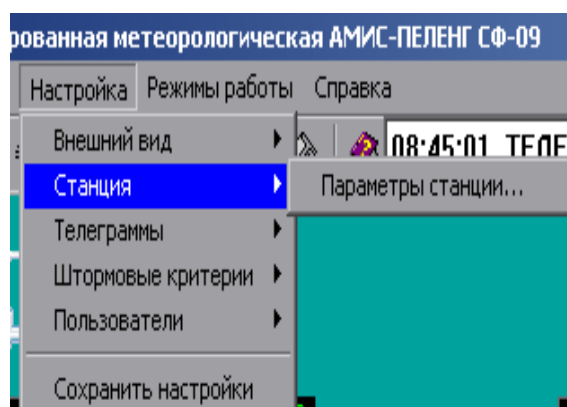 рованная метеорологическая АМИС-ПЕЛЕНГ СФ-09
Настройка Режимы работы Справка
Внешний вид 08:45:01 ТЕЛЕ
Станция Параметры станции...
Телеграммы
Штормовые критерии
Пользователи
Сохранить настройки